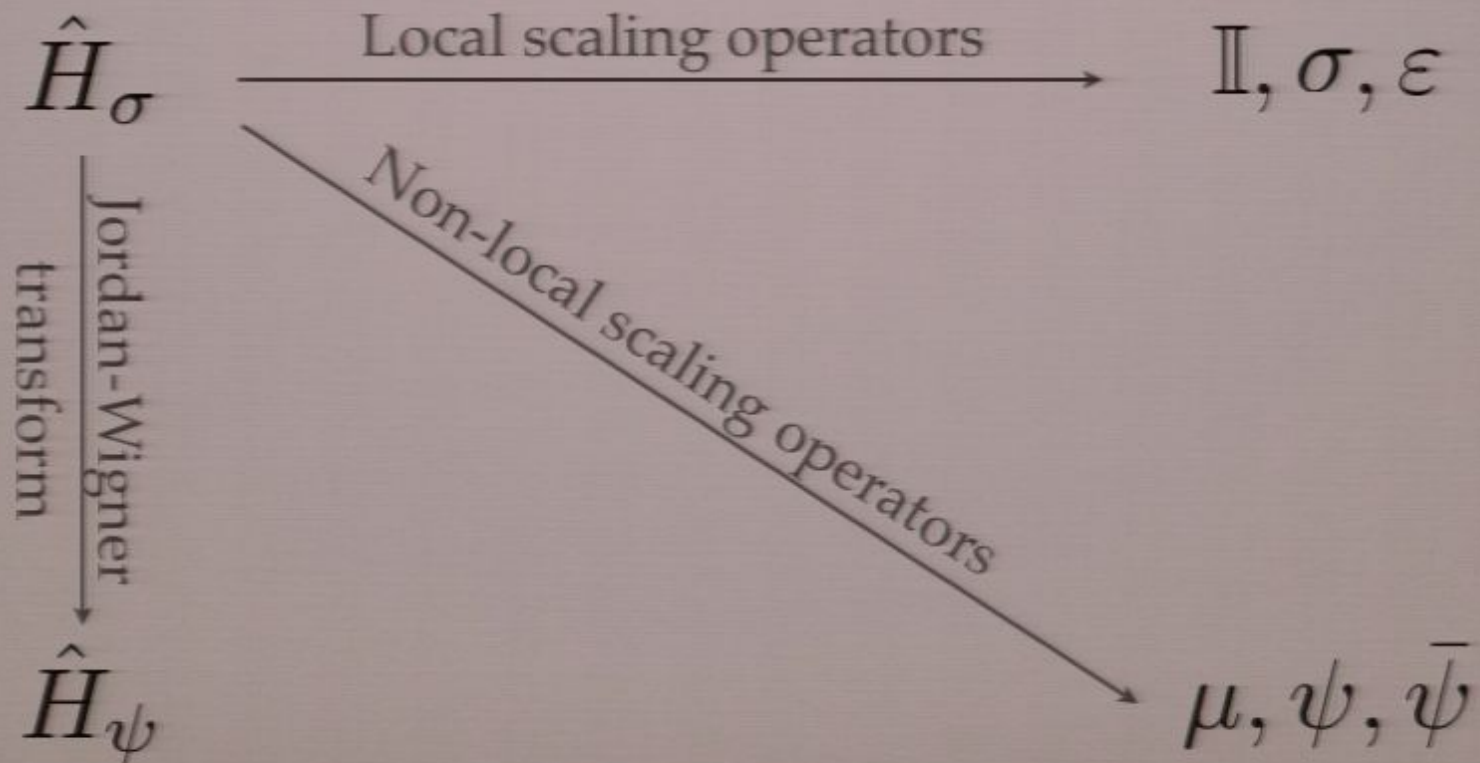 Ĥ_σ
Local scaling operators
𝕀, σ, ε
Non-local scaling operators
Jordan-Wigner
transform
Ĥ_ψ
μ, ψ, ψ̄